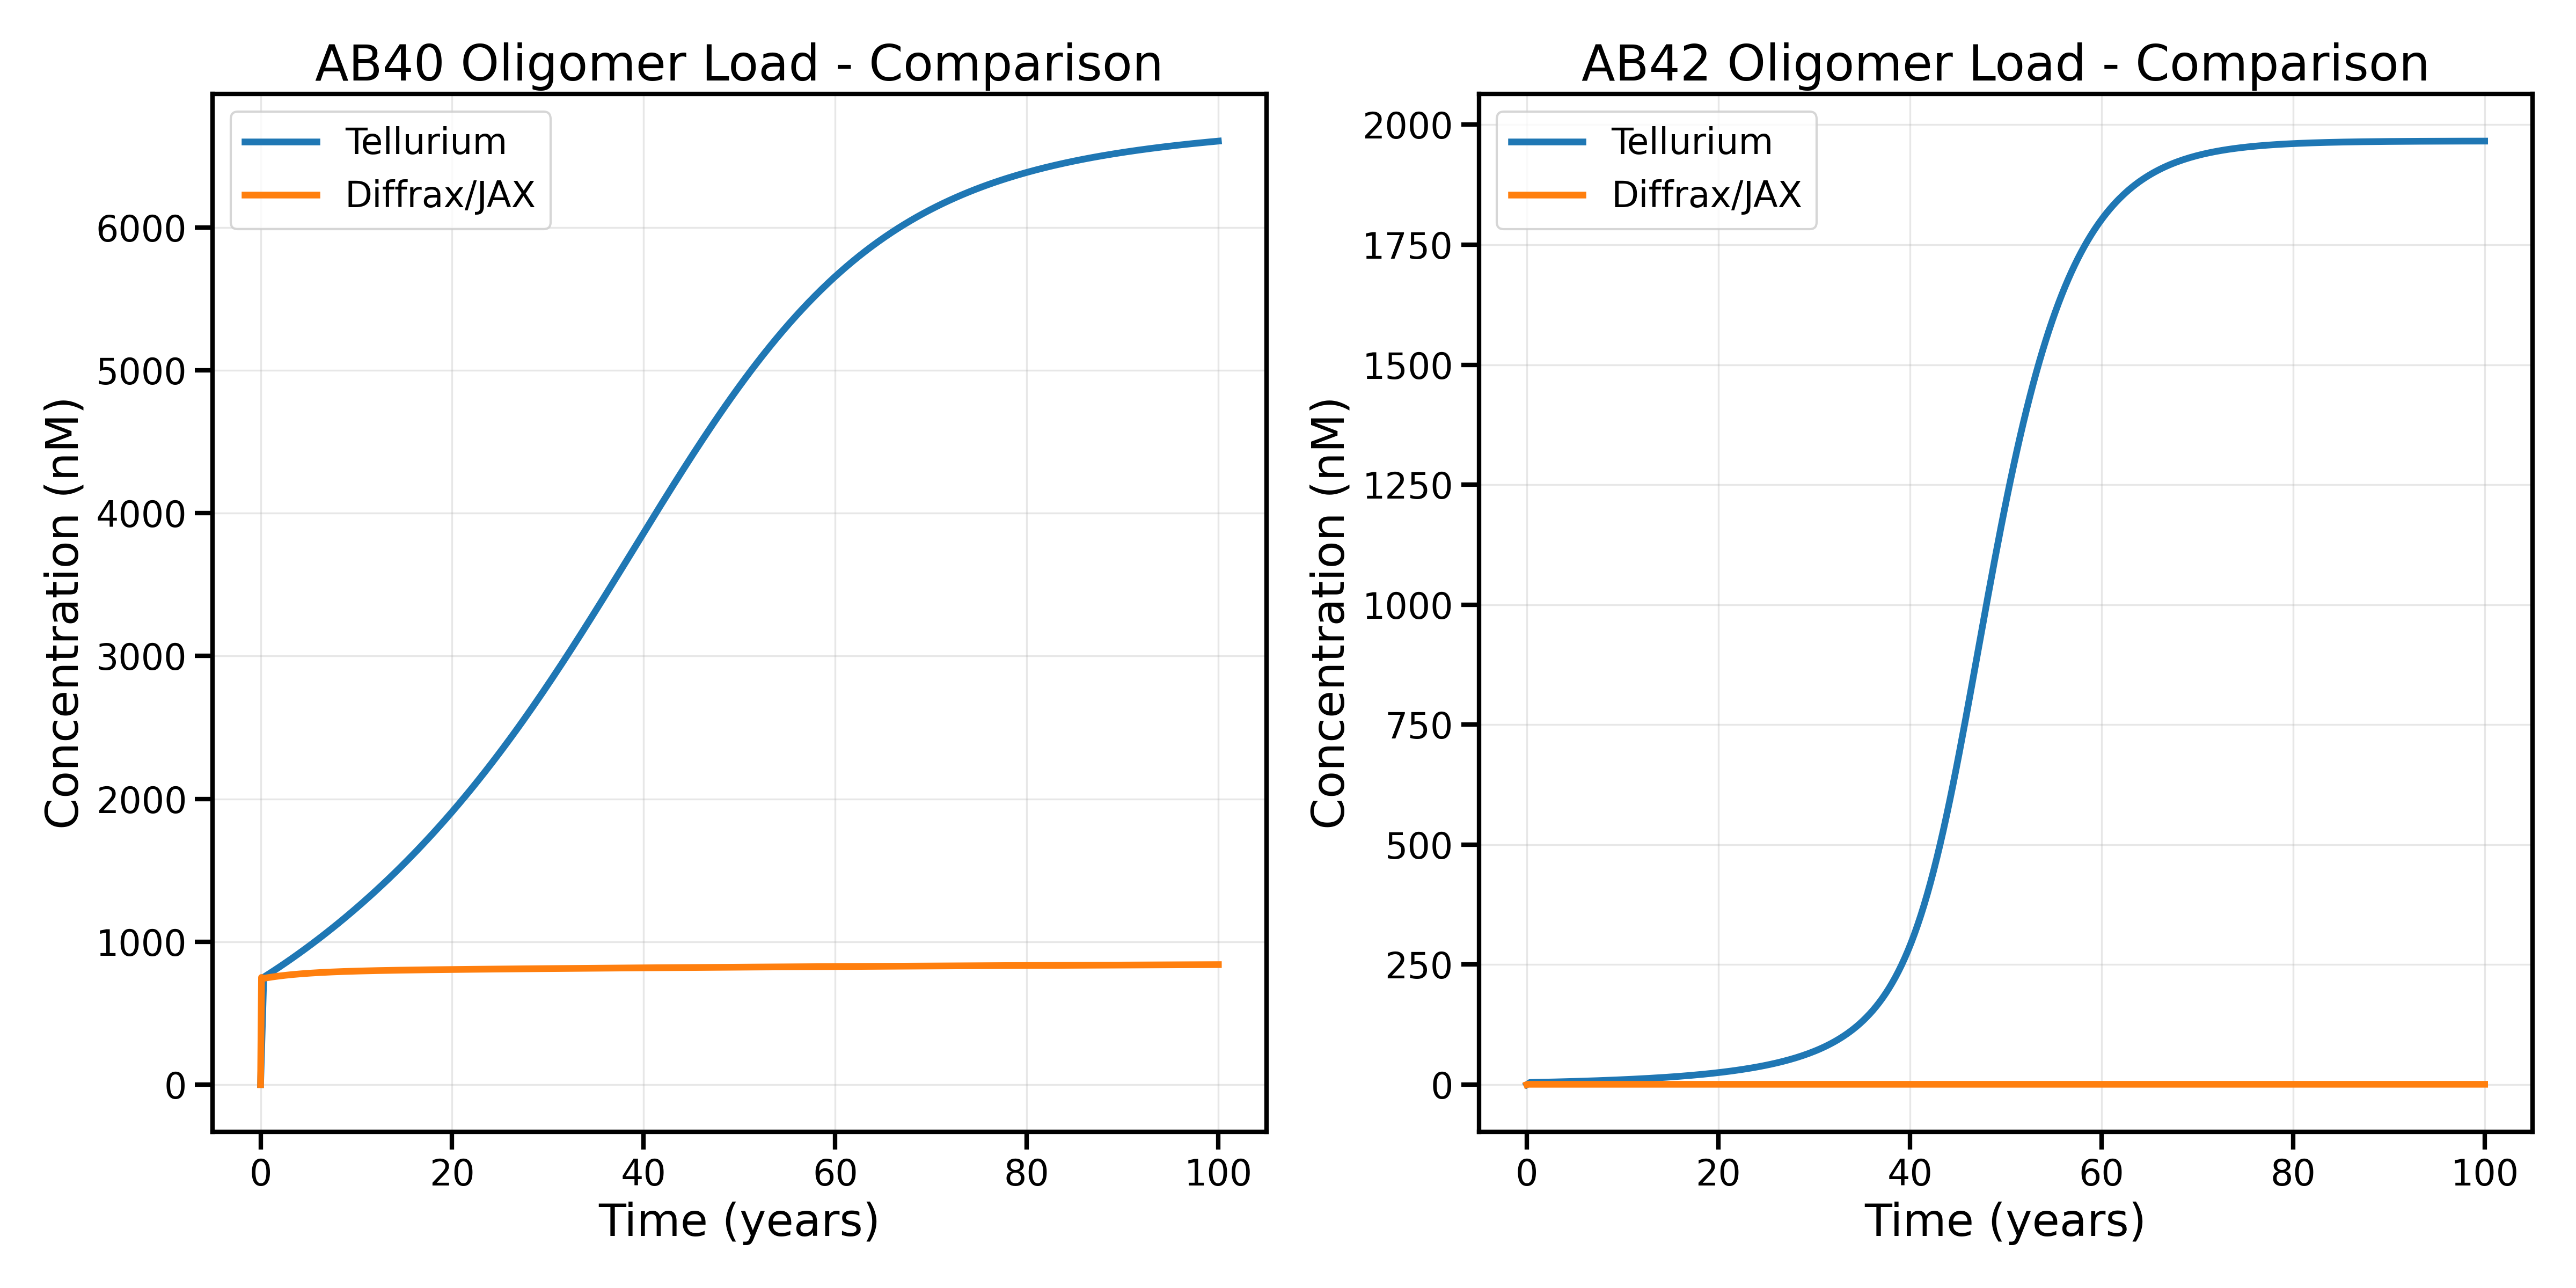 AB40 Oligomer Load - Comparison
Tellurium
Diffrax/JAX
Concentration (nM)
6000
5000
4000
3000
2000
1000
0
0 20 40 60 80 100
Time (years)
AB42 Oligomer Load - Comparison
Tellurium
Diffrax/JAX
Concentration (nM)
2000
1750
1500
1250
1000
750
500
250
0
0 20 40 60 80 100
Time (years)